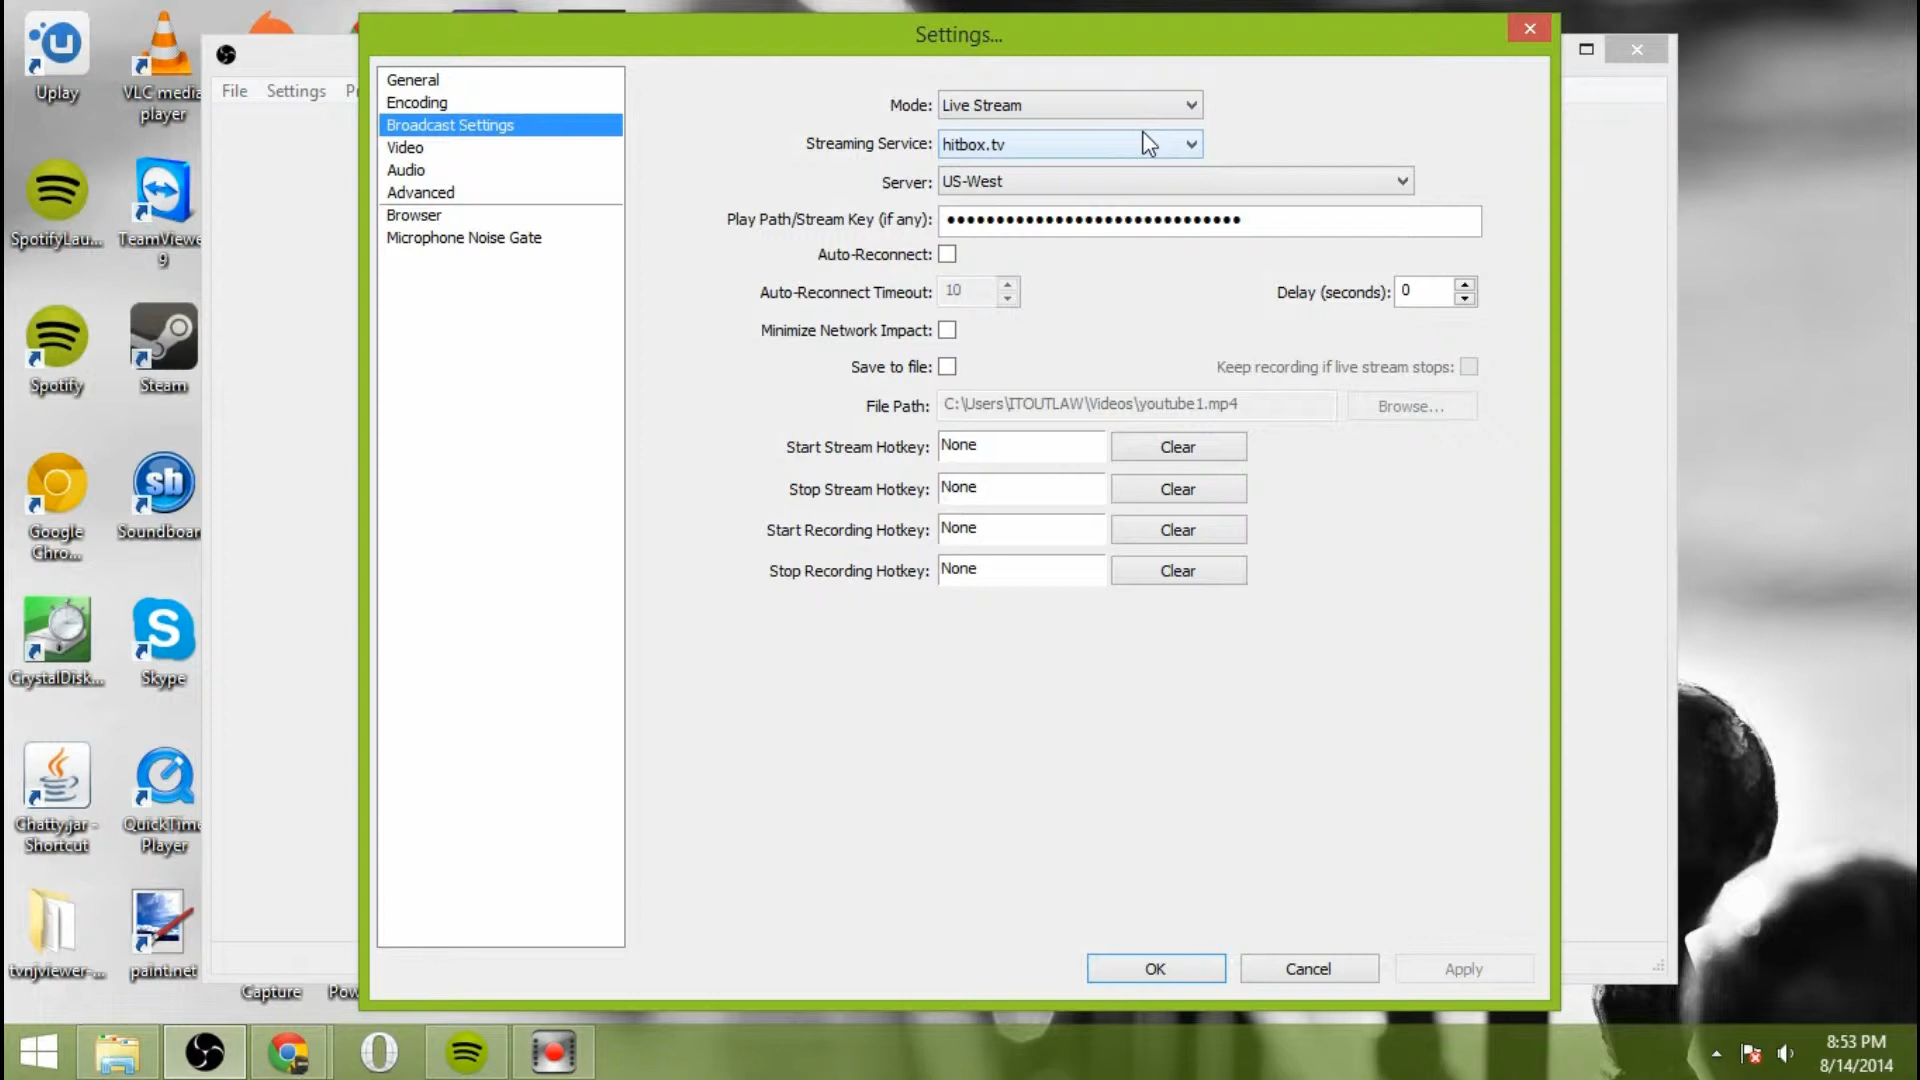 Settings...
File Settings Pr
General
Encoding
Broadcast Settings
Video
Audio
Advanced
Browser
Microphone Noise Gate
Mode: Live Stream
Streaming Service: hitbox.tv
Server: US-West
Play Path/Stream Key (if any): ••••••••••••••••••••••••••••••
Auto-Reconnect:
Auto-Reconnect Timeout: 10 Delay (seconds): 0
Minimize Network Impact:
Save to file: Keep recording if live stream stops:
File Path: C:\Users\ITOUTLAW\Videos\youtube1.mp4 Browse...
Start Stream Hotkey: None Clear
Stop Stream Hotkey: None Clear
Start Recording Hotkey: None Clear
Stop Recording Hotkey: None Clear
OK Cancel Apply
Uplay
VLC media
player
SpotifyLau...
TeamViewe
9
Spotify
Steam
Google
Chro...
sb
Soundboar
CrystalDisk...
Skype
Chatty.jar -
Shortcut
QuickTime
Player
tvnjviewer-...
paint.net
Capture
Pow
8:53 PM
8/14/2014